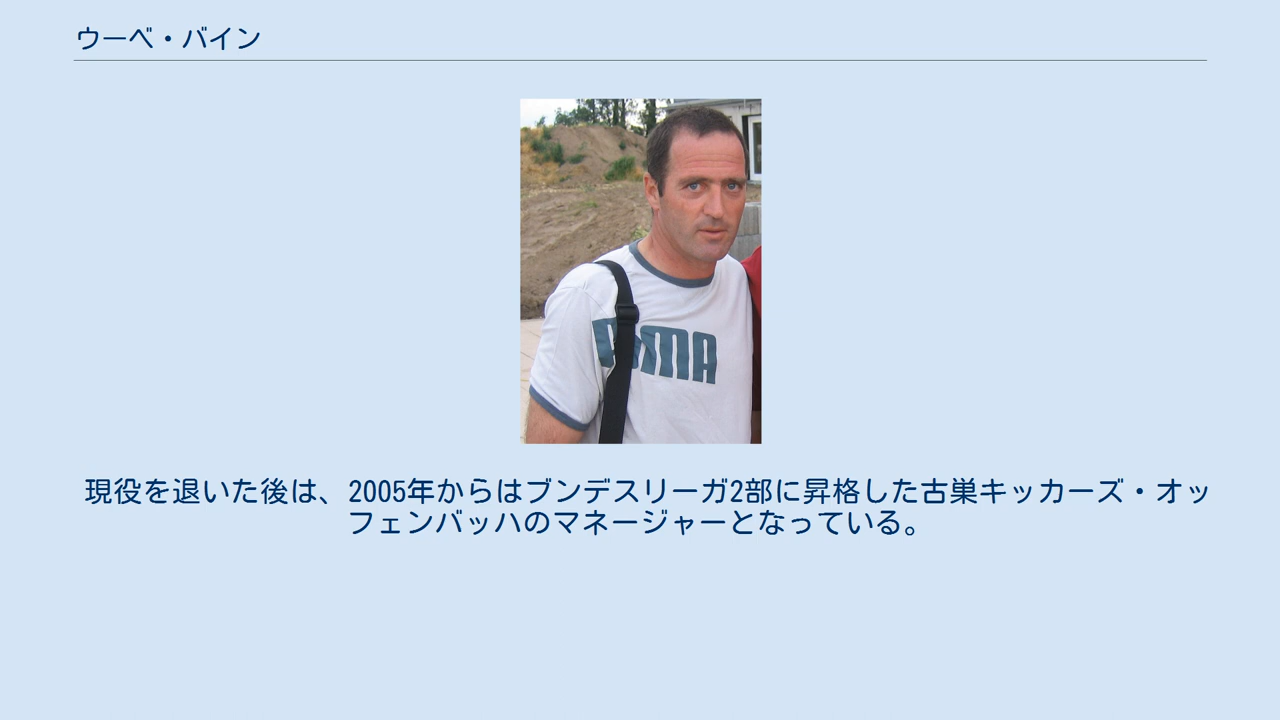 ウーベ・バイン
現役を退いた後は、2005年からはブンデスリーガ2部に昇格した古巣キッカーズ・オッ
フェンバッハのマネージャーとなっている。